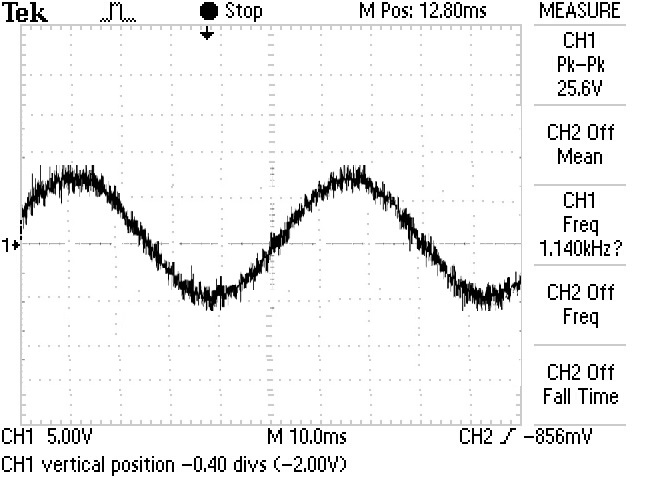 Tek Stop M Pos: 12.80ms MEASURE
CH1
Pk-Pk
25.6V
CH2 Off
Mean
CH1
Freq
1.140kHz?
CH2 Off
Freq
CH2 Off
Fall Time
1
CH1 5.00V M 10.0ms CH2 -856mV
CH1 vertical position -0.40 divs (-2.00V)